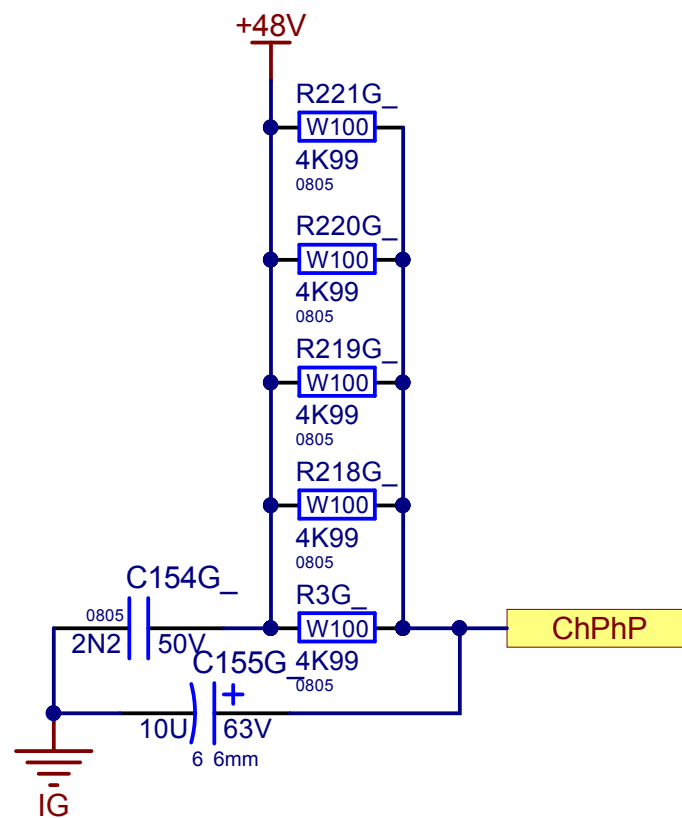 +48V
R221G_
W100
4K99
0805
R220G_
W100
4K99
0805
R219G_
W100
4K99
0805
R218G_
W100
4K99
0805
C154G_
0805
2N2
50V
R3G_
W100
4K99
0805
ChPhP
C155G_
10U
63V
6 6mm
+
IG